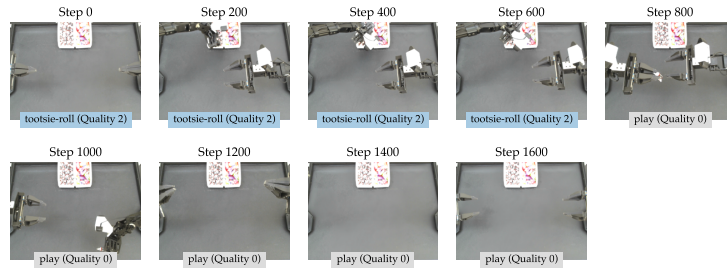 Step 0
Step 200
Step 400
Step 600
Step 800
tootsie-roll (Quality 2)
tootsie-roll (Quality 2)
tootsie-roll (Quality 2)
tootsie-roll (Quality 2)
play (Quality 0)
Step 1000
Step 1200
Step 1400
Step 1600
play (Quality 0)
play (Quality 0)
play (Quality 0)
play (Quality 0)